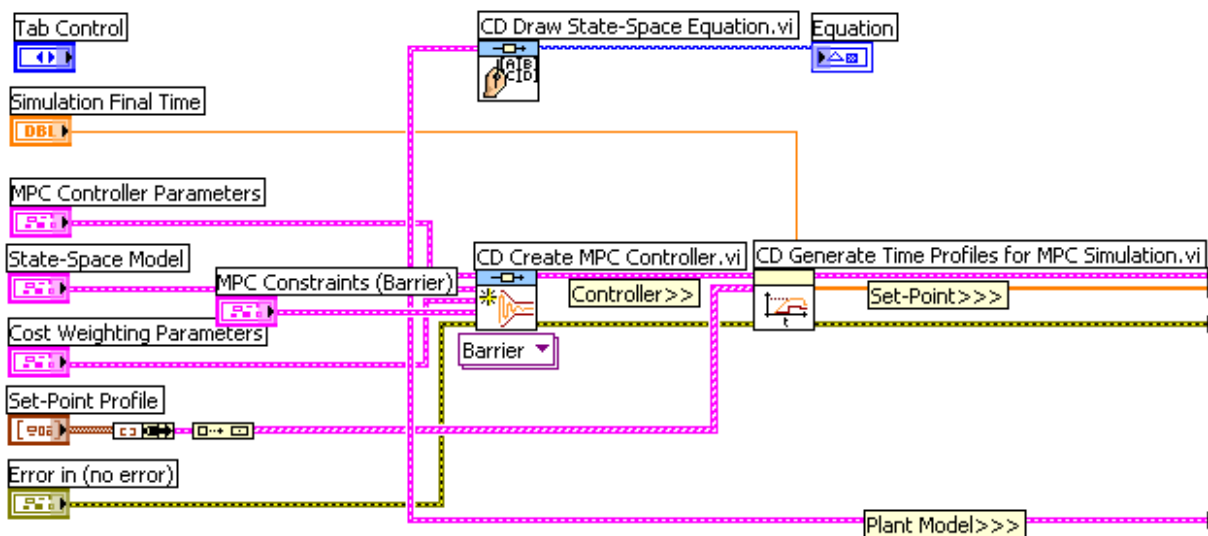 Tab Control
CD Draw State-Space Equation.vi
Equation
A B
C D
Simulation Final Time
DBL
MPC Controller Parameters
State-Space Model
MPC Constraints (Barrier)
CD Create MPC Controller.vi
CD Generate Time Profiles for MPC Simulation.vi
Controller>>
Set-Point>>>
t
Cost Weighting Parameters
Barrier
Set-Point Profile
Error in (no error)
Plant Model>>>